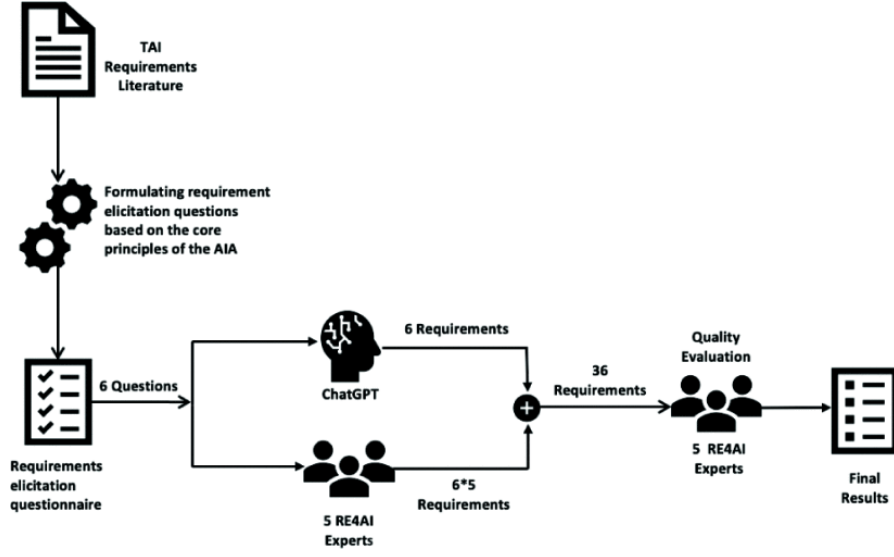 TAI
Requirements
Literature
Formulating requirement
elicitation questions
based on the core
principles of the AIA
6 Questions
Requirements
elicitation
questionnaire
ChatGPT
6 Requirements
5 RE4AI
Experts
6*5
Requirements
+
36
Requirements
Quality
Evaluation
5 RE4AI
Experts
Final
Results